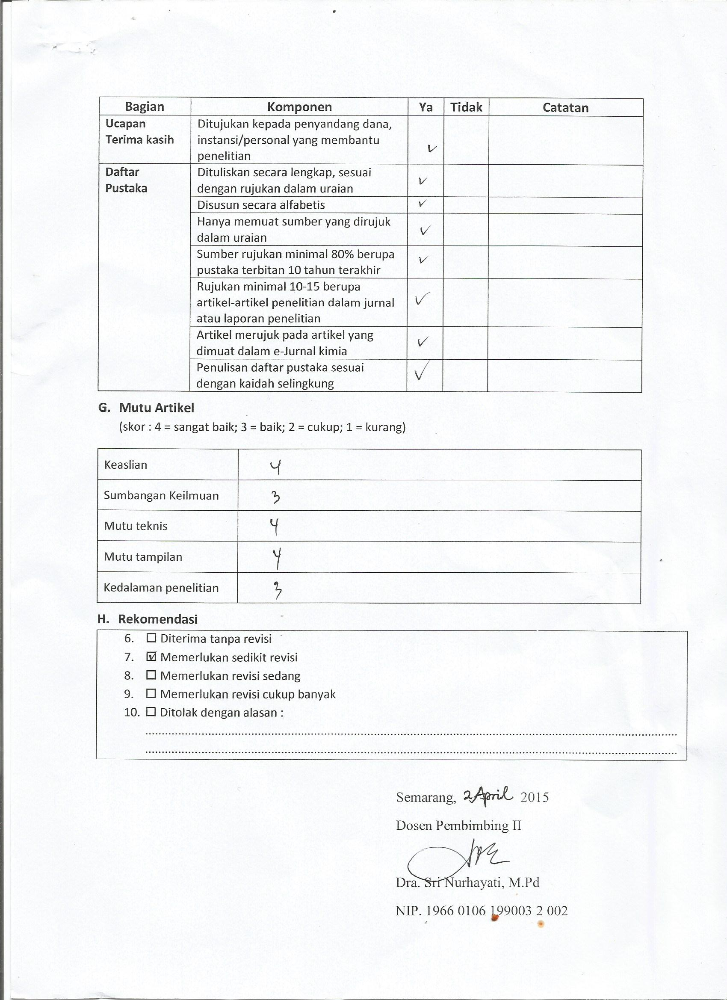 Bagian Komponen Ya Tidak Catatan
Ucapan Ditujukan kepada penyandang dana,
Terima kasih instansi/personal yang membantu
penelitian ✓
Daftar Dituliskan secara lengkap, sesuai ✓
Pustaka dengan rujukan dalam uraian
Disusun secara alfabetis ✓
Hanya memuat sumber yang dirujuk ✓
dalam uraian
Sumber rujukan minimal 80% berupa ✓
pustaka terbitan 10 tahun terakhir
Rujukan minimal 10-15 berupa
artikel-artikel penelitian dalam jurnal ✓
atau laporan penelitian
Artikel merujuk pada artikel yang ✓
dimuat dalam e-Jurnal kimia
Penulisan daftar pustaka sesuai ✓
dengan kaidah selingkung
G. Mutu Artikel
(skor : 4 = sangat baik; 3 = baik; 2 = cukup; 1 = kurang)
Keaslian 4
Sumbangan Keilmuan 3
Mutu teknis 4
Mutu tampilan 4
Kedalaman penelitian 3
H. Rekomendasi
6. ☐ Diterima tanpa revisi
7. ☑ Memerlukan sedikit revisi
8. ☐ Memerlukan revisi sedang
9. ☐ Memerlukan revisi cukup banyak
10. ☐ Ditolak dengan alasan :
Semarang, 2 April 2015
Dosen Pembimbing II
Dra. Sri Nurhayati, M.Pd
NIP. 1966 0106 199003 2 002